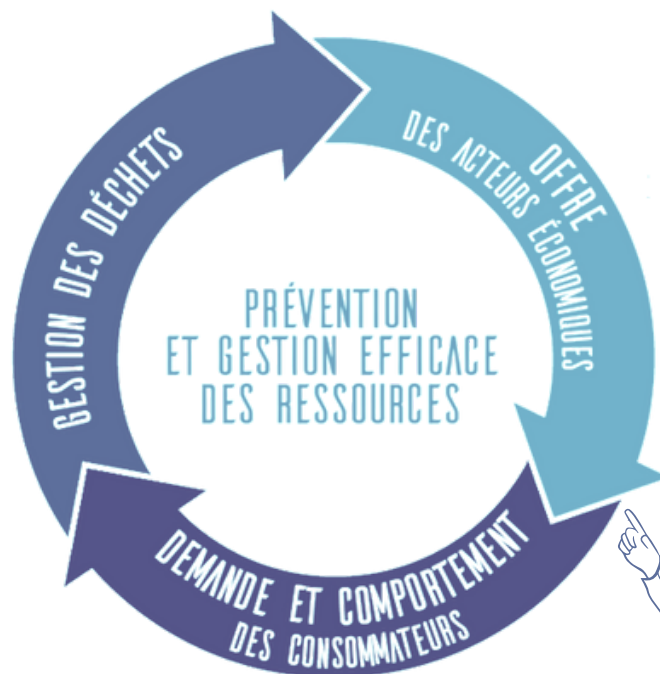 OFFRE
DES ACTEURS ÉCONOMIQUES
DEMANDE ET COMPORTEMENT
DES CONSOMMATEURS
GESTION DES DÉCHETS
PRÉVENTION
ET GESTION EFFICACE
DES RESSOURCES